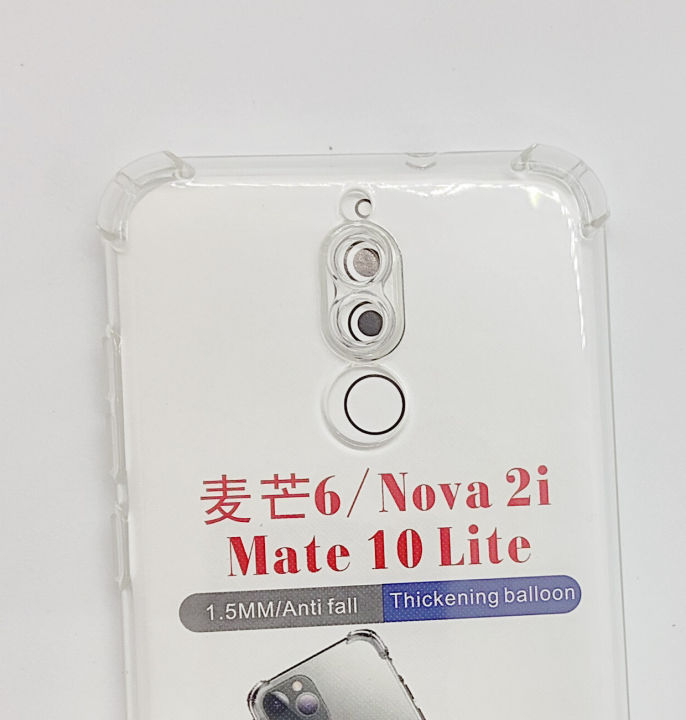 麦芒6/Nova 2i
Mate 10 Lite
1.5MM/Anti fall Thickening balloon